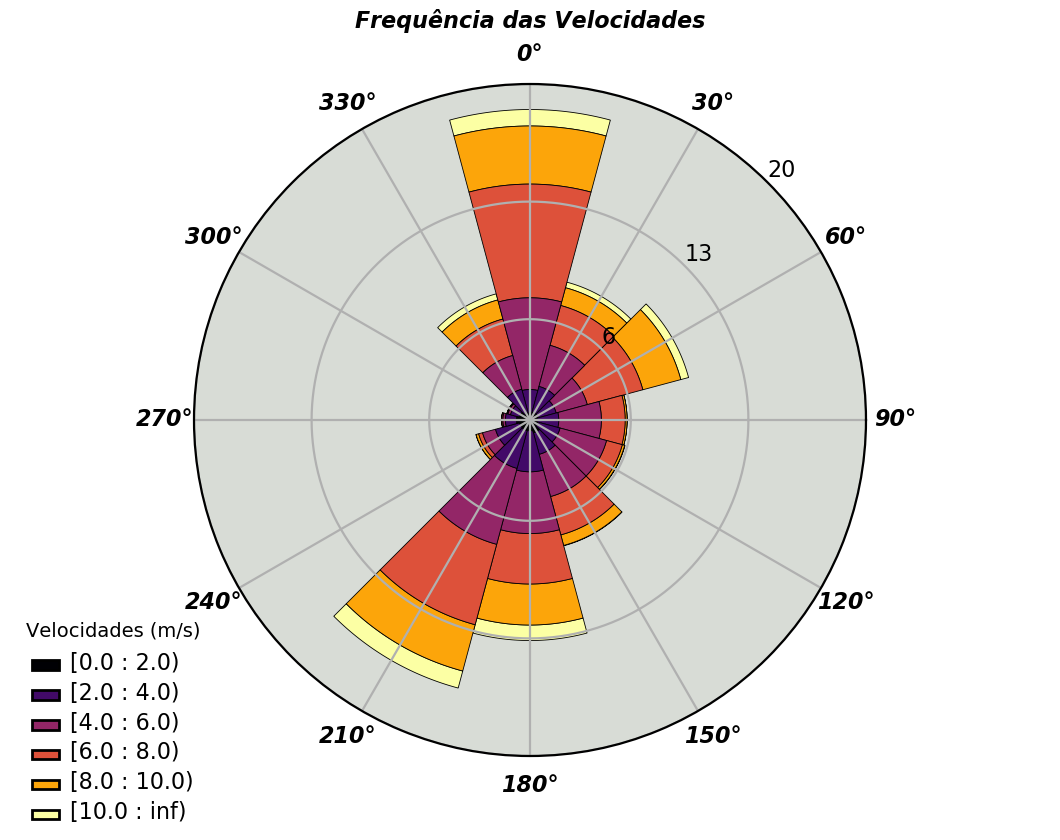 Frequência das Velocidades
0°
330°
30°
20
300°
60°
13
6
270°
90°
240°
120°
210°
150°
180°
Velocidades (m/s)
[0.0 : 2.0)
[2.0 : 4.0)
[4.0 : 6.0)
[6.0 : 8.0)
[8.0 : 10.0)
[10.0 : inf)